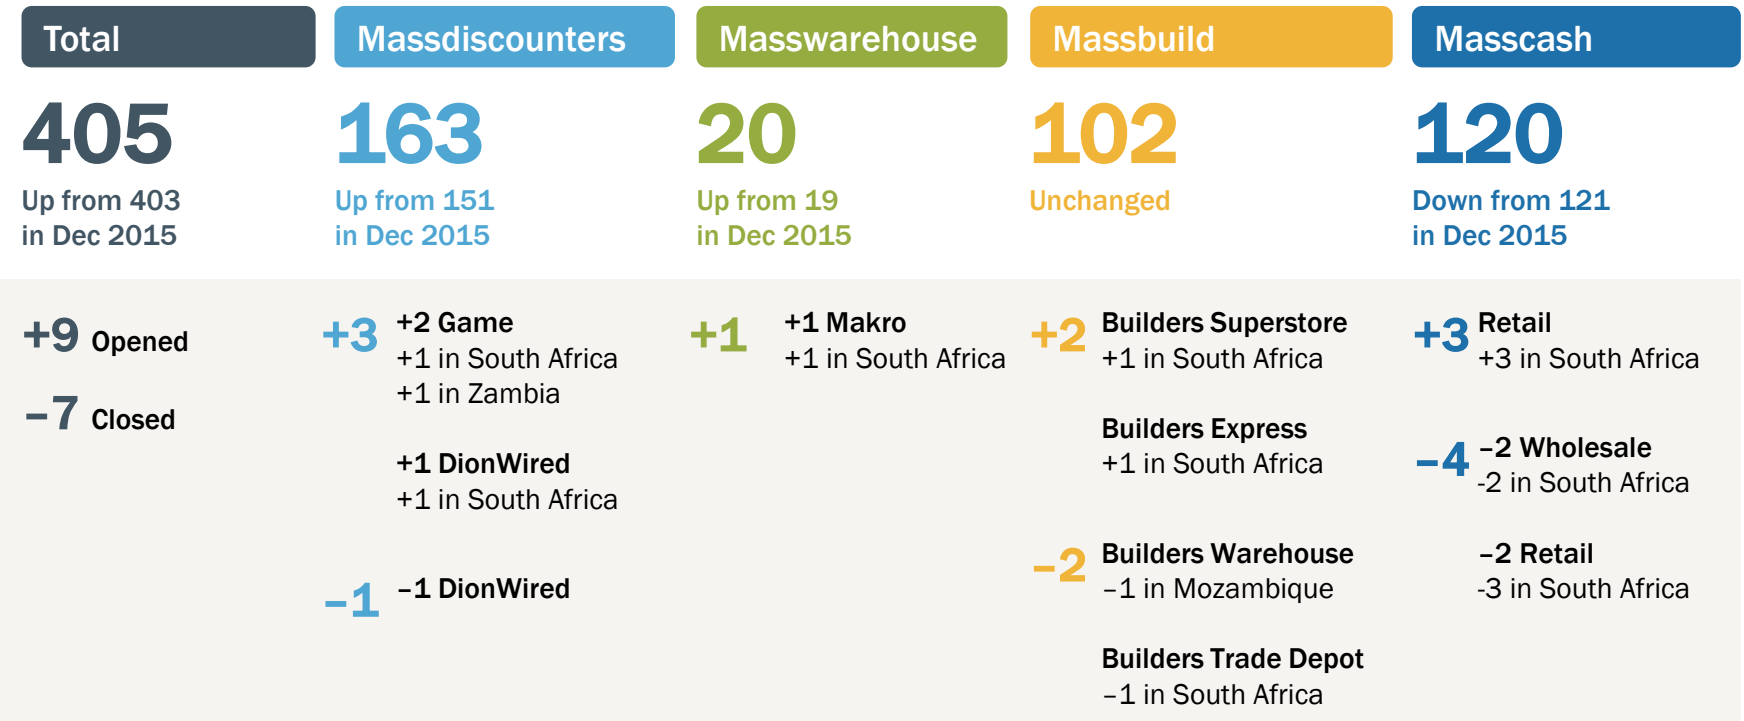 Total
405
Up from 403
in Dec 2015
+9 Opened
–7 Closed
Massdiscounters
163
Up from 151
in Dec 2015
+3
+2 Game
+1 in South Africa
+1 in Zambia
+1 DionWired
+1 in South Africa
–1
–1 DionWired
Masswarehouse
20
Up from 19
in Dec 2015
+1
+1 Makro
+1 in South Africa
Massbuild
102
Unchanged
+2
Builders Superstore
+1 in South Africa
Builders Express
+1 in South Africa
–2
Builders Warehouse
–1 in Mozambique
Builders Trade Depot
–1 in South Africa
Masscash
120
Down from 121
in Dec 2015
+3
Retail
+3 in South Africa
–4
–2 Wholesale
-2 in South Africa
–2 Retail
-3 in South Africa